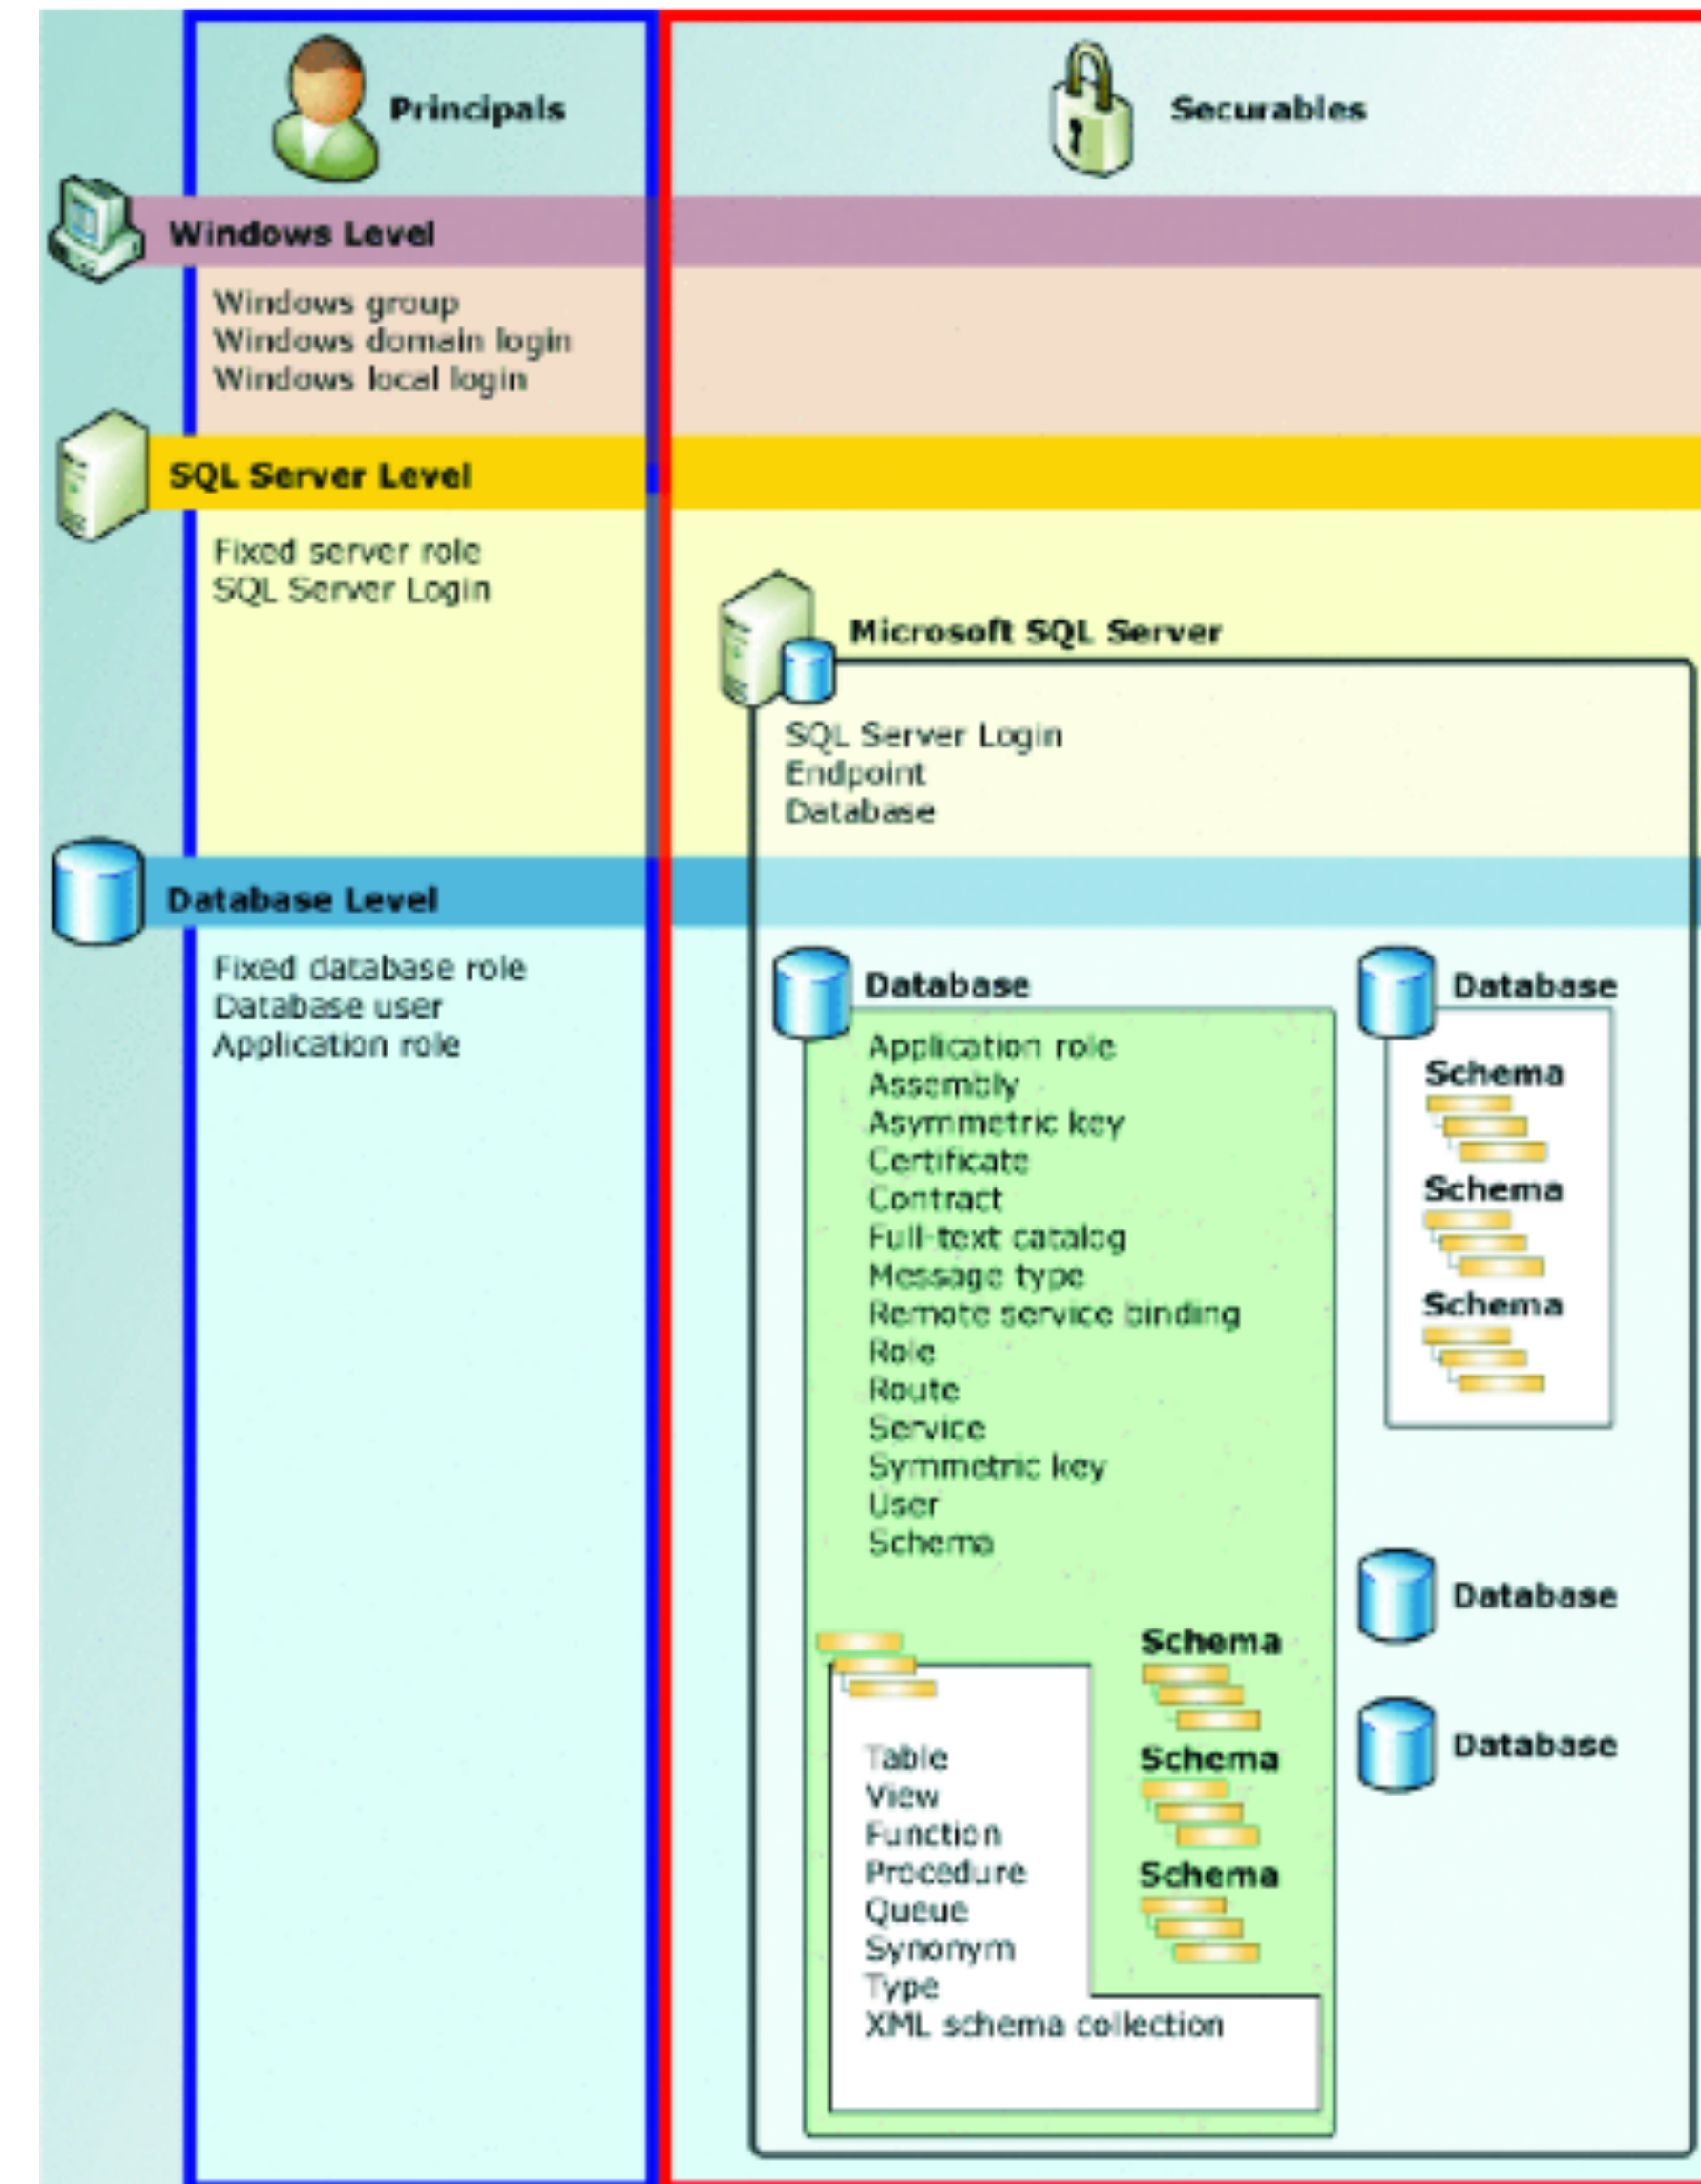 Principals
Securables
Windows Level
Windows group
Windows domain login
Windows local login
SQL Server Level
Fixed server role
SQL Server Login
Microsoft SQL Server
SQL Server Login
Endpoint
Database
Database Level
Fixed database role
Database user
Application role
Database
Application role
Assembly
Asymmetric key
Certificate
Contract
Full-text catalog
Message type
Remote service binding
Role
Route
Service
Symmetric key
User
Schema
Table
View
Function
Procedure
Queue
Synonym
Type
XML schema collection
Schema
Schema
Schema
Database
Schema
Schema
Schema
Database
Database